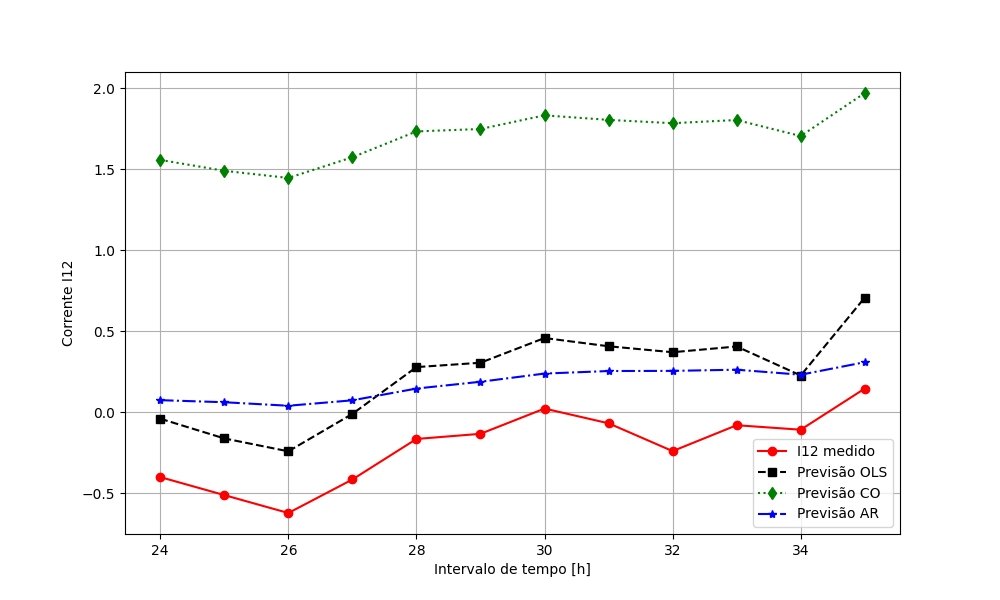 2.0
1.5
1.0
0.5
0.0
−0.5
Corrente I12
24 26 28 30 32 34
Intervalo de tempo [h]
I12 medido
Previsão OLS
Previsão CO
Previsão AR